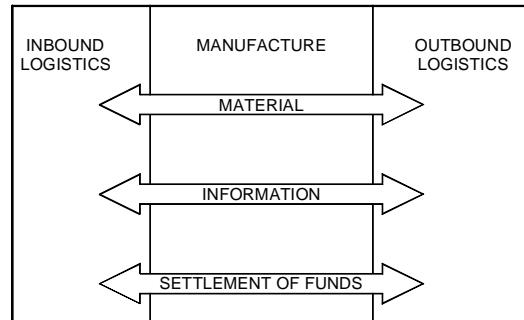 INBOUND
LOGISTICS
MANUFACTURE
OUTBOUND
LOGISTICS
MATERIAL
INFORMATION
SETTLEMENT OF FUNDS